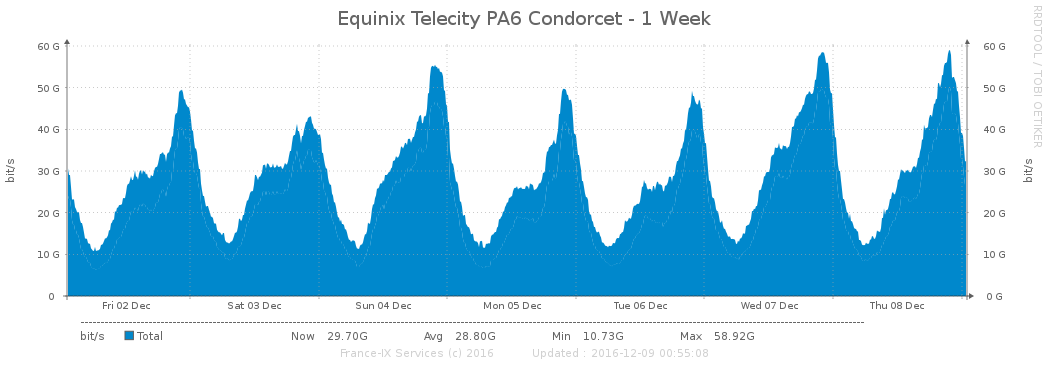 Equinix Telecity PA6 Condorcet - 1 Week
RRDTOOL / TOBI OETIKER
60 G 60 G
50 G 50 G
40 G 40 G
30 G 30 G
20 G 20 G
10 G 10 G
0 0 G
bit/s
bit/s
Fri 02 Dec Sat 03 Dec Sun 04 Dec Mon 05 Dec Tue 06 Dec Wed 07 Dec Thu 08 Dec
bit/s Total Now 29.70G Avg 28.80G Min 10.73G Max 58.92G
France-IX Services (c) 2016 Updated : 2016-12-09 00:55:08